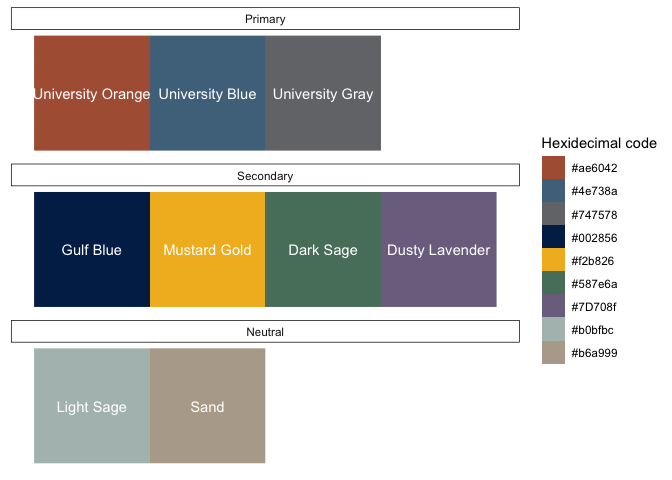 Primary
University Orange
University Blue
University Gray
Secondary
Gulf Blue
Mustard Gold
Dark Sage
Dusty Lavender
Neutral
Light Sage
Sand
Hexidecimal code
#ae6042
#4e738a
#747578
#002856
#f2b826
#587e6a
#7D708f
#b0bfbc
#b6a999